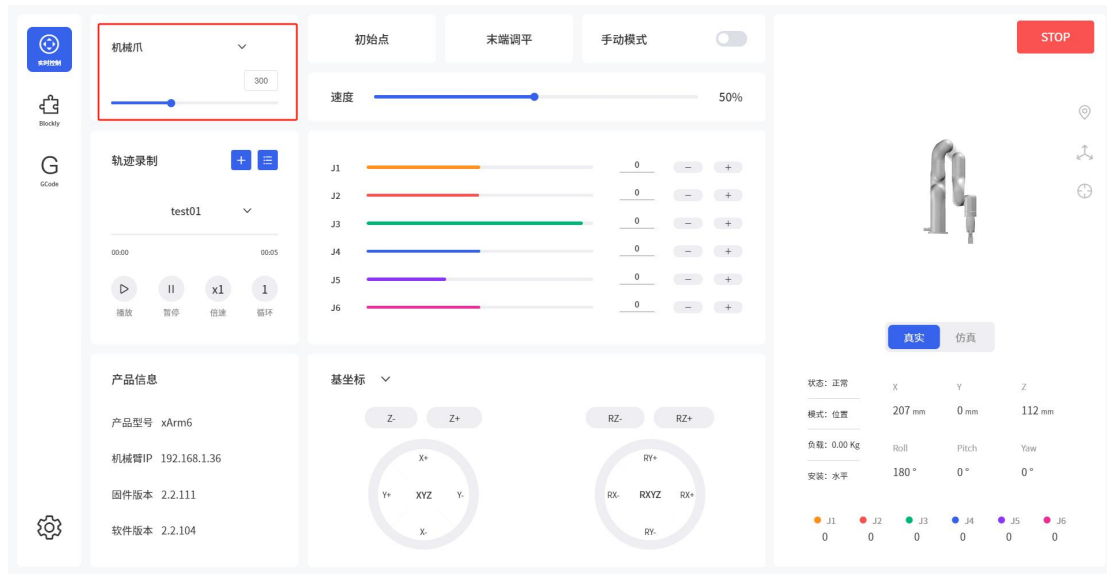 实时控制
Blockly
G
GCode
机械爪
300
初始点
末端调平
手动模式
STOP
速度
50%
轨迹录制
test01
00:00
00:05
播放
暂停
x1
倍速
1
循环
J1 0 - +
J2 0 - +
J3 0 - +
J4 0 - +
J5 0 - +
J6 0 - +
真实
仿真
产品信息
产品型号 xArm6
机械臂IP 192.168.1.36
固件版本 2.2.111
软件版本 2.2.104
基坐标
Z-
Z+
X+
Y+
XYZ
Y-
X-
RZ-
RZ+
RY+
RX-
RXYZ
RX+
RY-
状态：正常
模式：位置
负载：0.00 Kg
安装：水平
X Y Z
207 mm 0 mm 112 mm
Roll Pitch Yaw
180 ° 0 ° 0 °
J1 J2 J3 J4 J5 J6
0 0 0 0 0 0